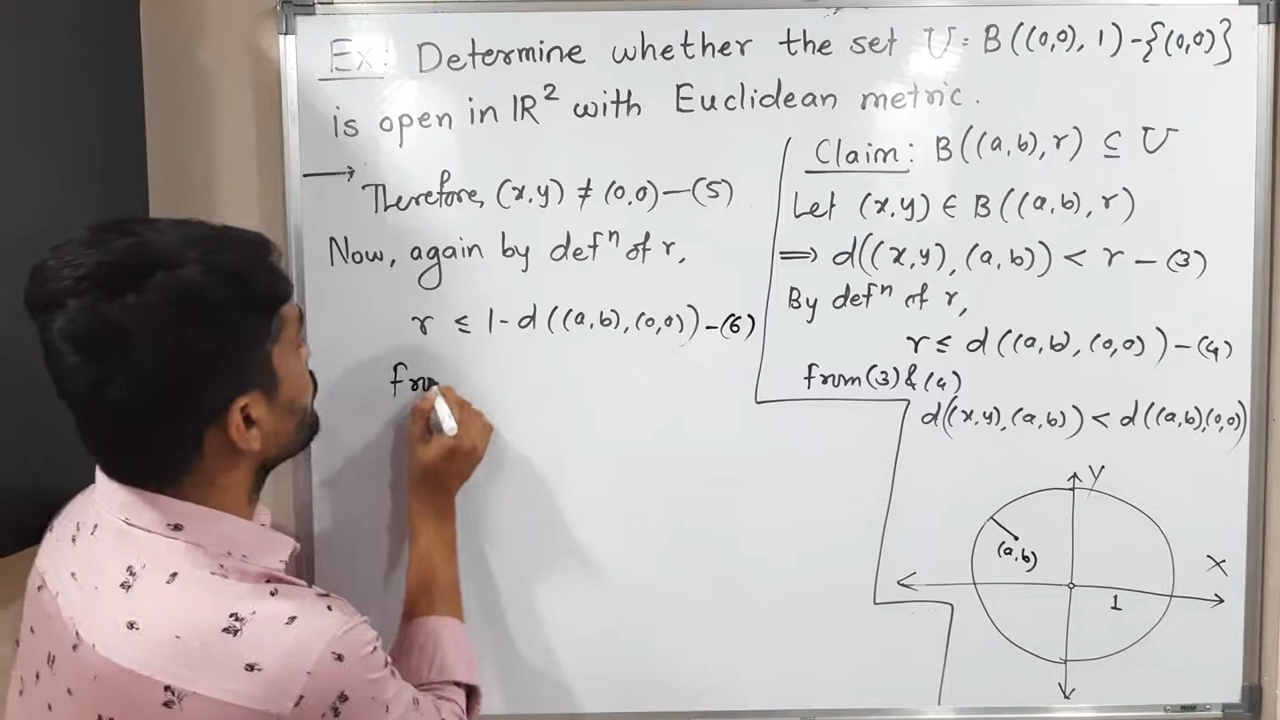 Ex: Determine whether the set U = B((0,0), 1) - {(0,0)}
is open in IR² with Euclidean metric.
Claim: B((a,b), r) ⊆ U
Let (x,y) ∈ B((a,b), r)
⟹ d((x,y), (a,b)) < r - (3)
By defⁿ of r,
r ≤ d((a,b), (0,0)) - (4)
from (3) & (4)
d((x,y), (a,b)) < d((a,b),(0,0))
→ Therefore, (x,y) ≠ (0,0) — (5)
Now, again by defⁿ of r,
r ≤ 1 - d((a,b), (0,0)) - (6)
fro
Y
(a,b)
X
1